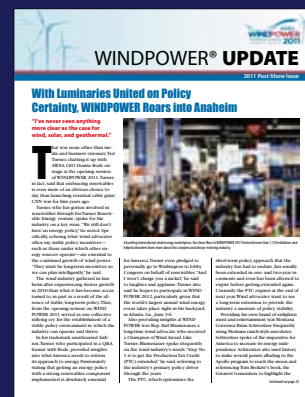 WINDPOWER
2011
WINDPOWER® UPDATE
2011 Post-Show Issue
With Luminaries United on Policy
Certainty, WINDPOWER Roars into Anaheim
"I've never seen anything
more clear as the case for
wind, solar, and geothermal."
That was none other than me-
dia and business visionary Ted
Turner, chatting it up with
AWEA CEO Denise Bode on-
stage at the opening session
of WINDPOWER 2011. Turner,
in fact, said that embracing renewables
is even more of an obvious choice to-
day than launching eventual cable giant
CNN was for him years ago.
Turner, who has gotten involved in
renewables through his Turner Renew-
able Energy venture, spoke for the
industry on a key issue. "We still don't
have an energy policy," he noted. Spe-
cifically, echoing what wind advocates
often say, stable policy incentives—
such as those under which other en-
ergy sources operate—are essential to
the continued growth of wind power.
"They must be long-term incentives so
we can plan intelligently," he said.
The wind industry gathered in Ana-
heim after experiencing slower growth
in 2010 than what it has become accus-
tomed to, in part as a result of the ab-
sence of stable, long-term policy. Thus,
from the opening session on, WIND-
POWER 2011 served as one collective
rallying cry for the establishment of a
stable policy environment in which the
industry can operate and thrive.
In his trademark unvarnished fash-
ion, Turner, who participated in a Q&A
format with Bode, provided insights
into what America needs to reform
its approach to energy. Passionately
stating that getting an energy policy
with a strong renewables component
implemented is absolutely essential
for America, Turner even pledged to
personally go to Washington to lobby
Congress on behalf of renewables. "And
I won't charge you a nickel," he said
to laughter and applause. Turner also
said he hopes to participate in WIND-
POWER 2012, particularly given that
the world's largest annual wind energy
event takes place right in his backyard,
in Atlanta, Ga., June 3-6.
Also providing insights at WIND-
POWER was Rep. Earl Blumenauer, a
long-time wind advocate who received
a Champion of Wind Award. Like
Turner, Blumenauer spoke eloquently
on the wind industry's needs. "Step No.
1 is to get the Production Tax Credit
(PTC) extended," he said, referring to
the industry's primary policy driver
through the years.
The PTC, which epitomizes the
short-term policy approach that the
industry has had to endure, has usually
been extended in one- and two-year in-
crements and even has been allowed to
expire before getting extended again.
Currently the PTC expires at the end of
next year. Wind advocates want to see
a long-term extension to provide the
industry a policy measure of stability.
Providing his own brand of enlighten-
ment and entertainment was Montana
Governor Brian Schweitzer. Frequently
using Montana ranch-style anecdotes,
Schweitzer spoke of the imperative for
America to increase its energy inde-
pendence. Schweitzer also used history
to make several points, alluding to the
Apollo program to reach the moon and
referencing Tom Brokaw's book, the
Greatest Generation, to highlight the